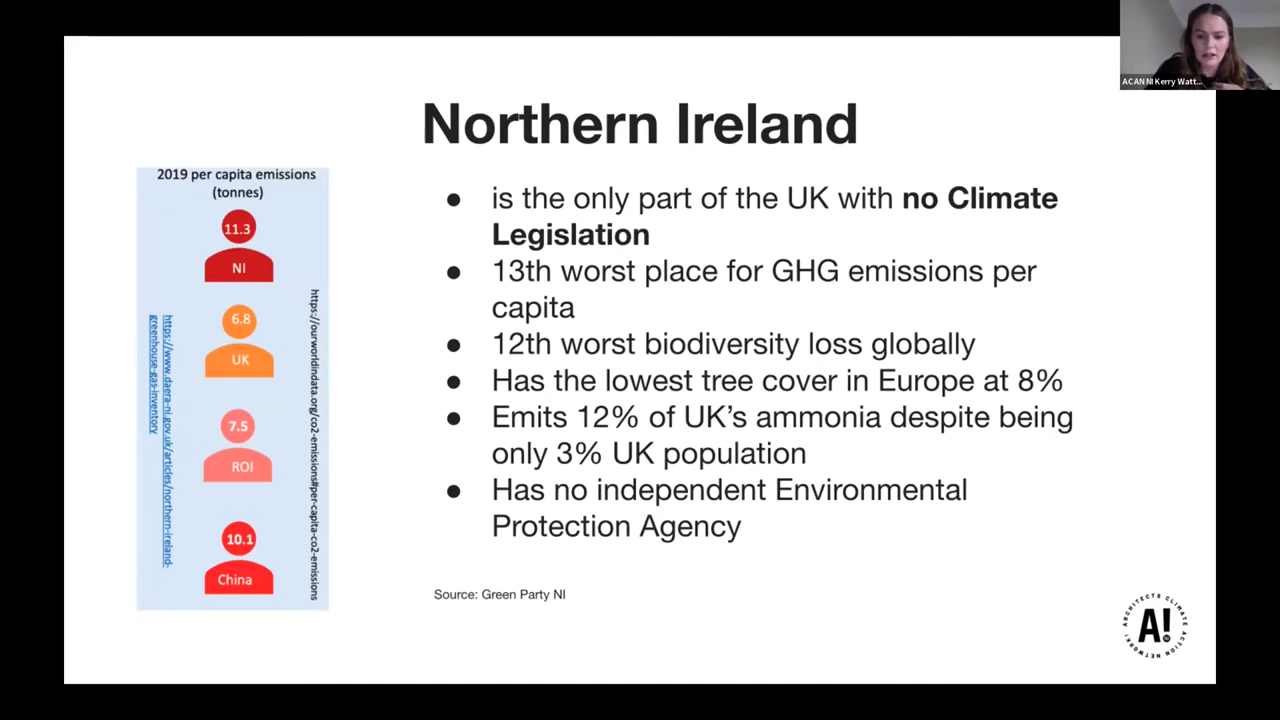 ACAN NI Kerry Watt...
Northern Ireland
2019 per capita emissions
(tonnes)
11.3
NI
6.8
UK
7.5
ROI
10.1
China
https://www.daera-ni.gov.uk/articles/northern-ireland-
greenhouse-gas-inventory
https://ourworldindata.org/co2-emissions#per-capita-co2-emissions
● is the only part of the UK with no Climate
Legislation
● 13th worst place for GHG emissions per
capita
● 12th worst biodiversity loss globally
● Has the lowest tree cover in Europe at 8%
● Emits 12% of UK’s ammonia despite being
only 3% UK population
● Has no independent Environmental
Protection Agency
Source: Green Party NI
ARCHITECTS CLIMATE ACTION NETWORK!
A!